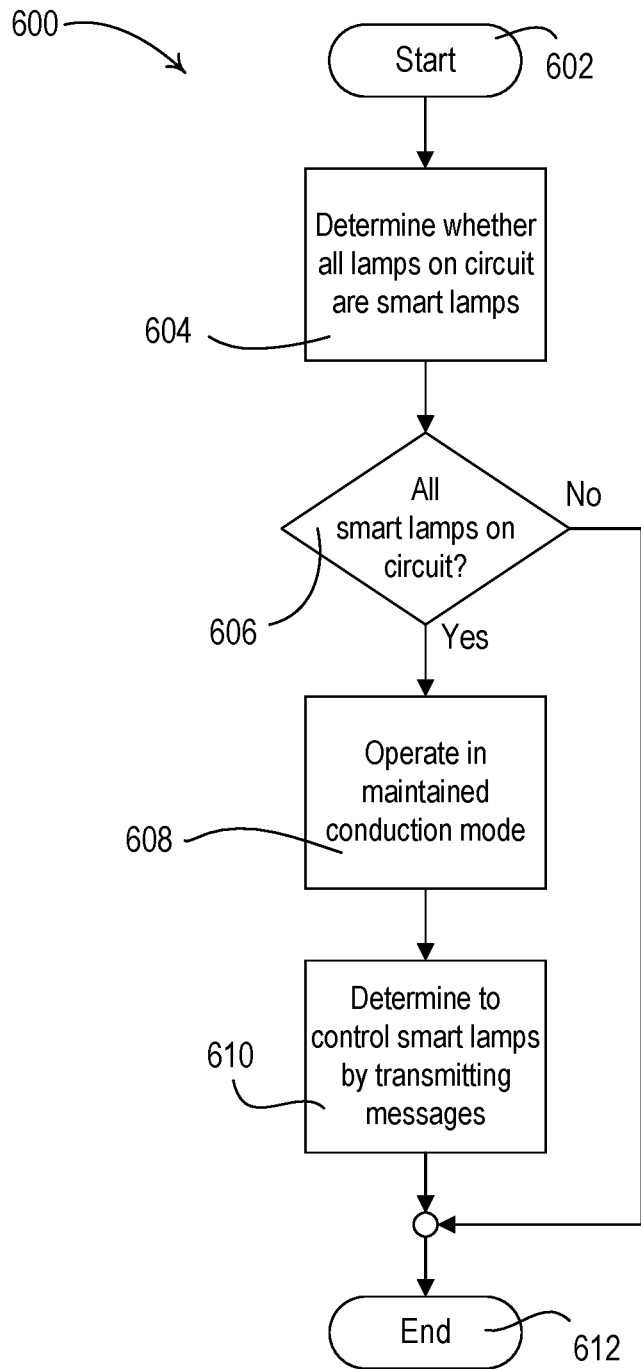 600
Start
602
Determine whether
all lamps on circuit
are smart lamps
604
All
smart lamps on
circuit?
No
606
Yes
Operate in
maintained
conduction mode
608
Determine to
control smart lamps
by transmitting
messages
610
End
612